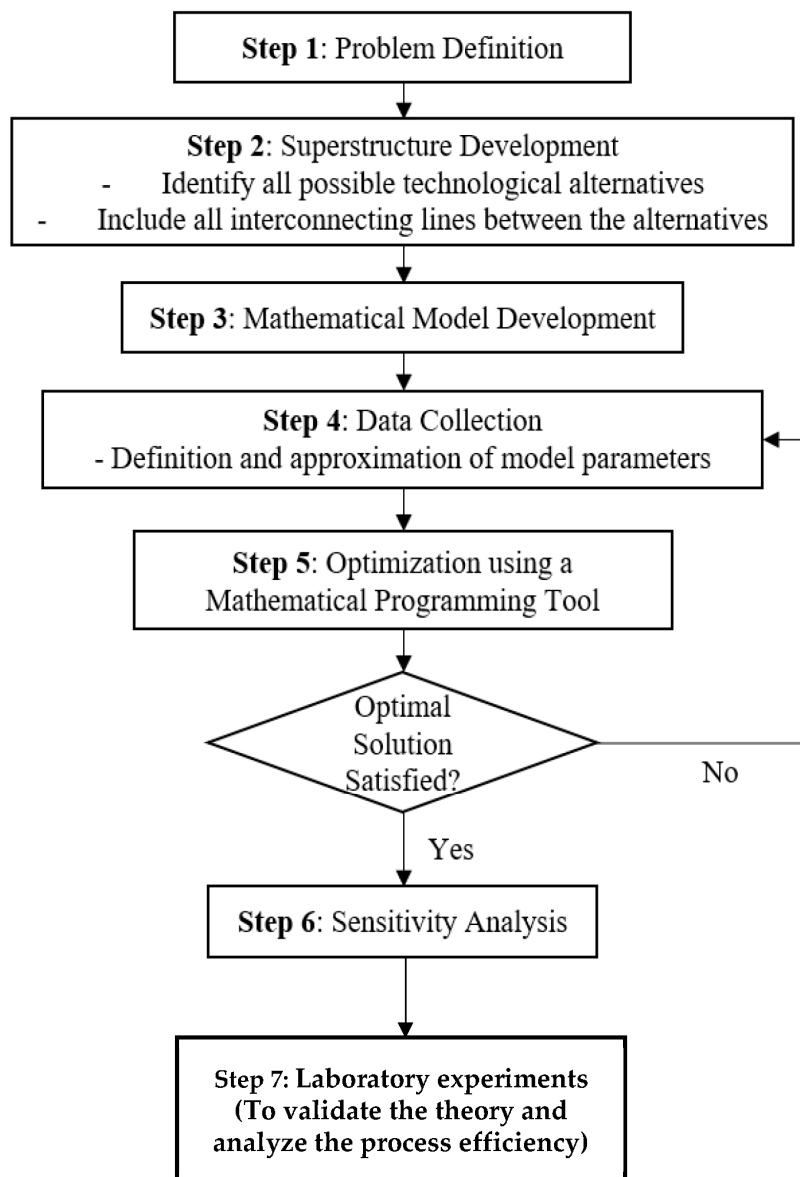 Step 1: Problem Definition
Step 2: Superstructure Development
- Identify all possible technological alternatives
- Include all interconnecting lines between the alternatives
Step 3: Mathematical Model Development
Step 4: Data Collection
- Definition and approximation of model parameters
Step 5: Optimization using a
Mathematical Programming Tool
Optimal
Solution
Satisfied?
No
Yes
Step 6: Sensitivity Analysis
Step 7: Laboratory experiments
(To validate the theory and
analyze the process efficiency)